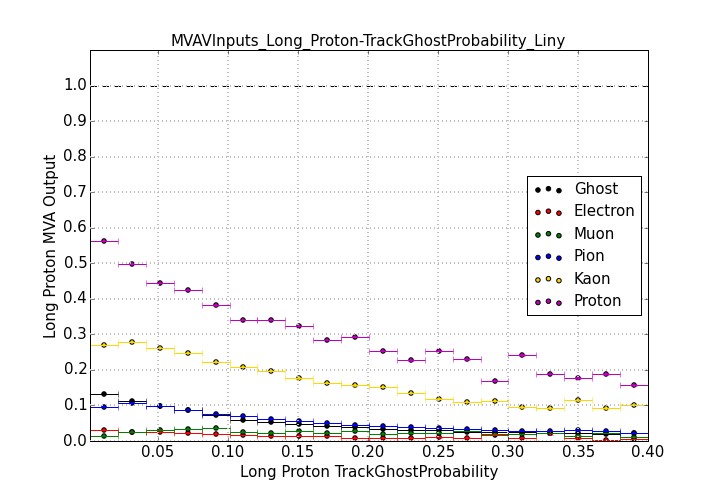 MVAVInputs_Long_Proton-TrackGhostProbability_Liny
Long Proton MVA Output
1.0
0.9
0.8
0.7
0.6
0.5
0.4
0.3
0.2
0.1
0.0
Ghost
Electron
Muon
Pion
Kaon
Proton
0.05 0.10 0.15 0.20 0.25 0.30 0.35 0.40
Long Proton TrackGhostProbability